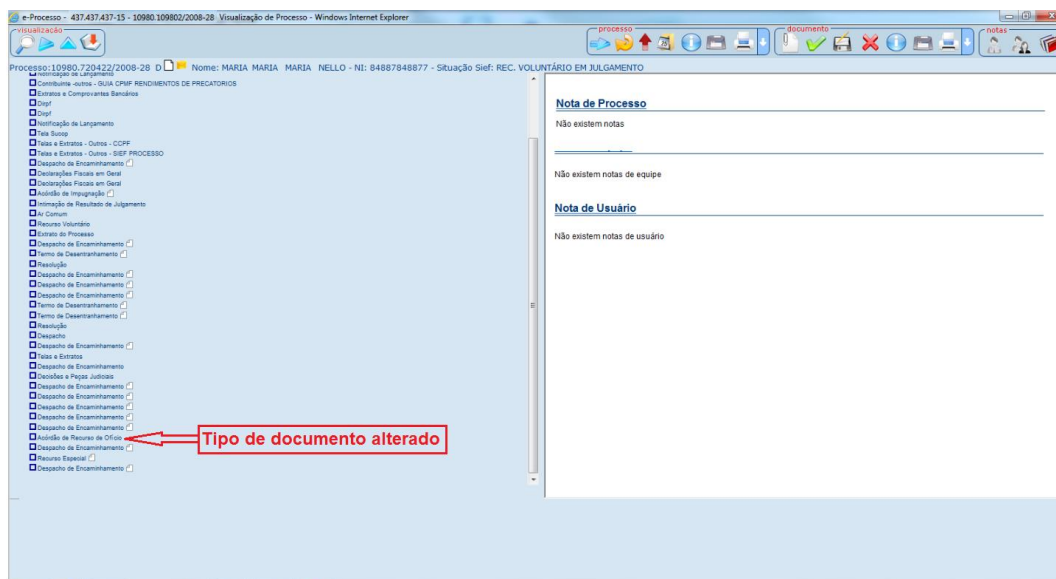 e-Processo - 437.437.437-15 - 10980.109802/2008-28 Visualização de Processo - Windows Internet Explorer
visualização
processo
documento
notas
Processo:10980.720422/2008-28 D Nome: MARIA MARIA MARIA NELLO - NI: 84887848877 - Situação Sief: REC. VOLUNTÁRIO EM JULGAMENTO
Notificação de Lançamento
Contribuinte -outros - GUIA CPMF RENDIMENTOS DE PRECATORIOS
Extratos e Comprovantes Bancários
Dirpf
Dirpf
Notificação de Lançamento
Tela Sucop
Telas e Extratos - Outros - CCPF
Telas e Extratos - Outros - SIEF PROCESSO
Despacho de Encaminhamento
Declarações Fiscais em Geral
Declarações Fiscais em Geral
Acórdão de Impugnação
Intimação de Resultado de Julgamento
Ar Comum
Recurso Voluntário
Extrato do Processo
Despacho de Encaminhamento
Termo de Desentranhamento
Resolução
Despacho de Encaminhamento
Despacho de Encaminhamento
Despacho de Encaminhamento
Termo de Desentranhamento
Termo de Desentranhamento
Resolução
Despacho
Despacho de Encaminhamento
Telas e Extratos
Despacho de Encaminhamento
Decisões e Peças Judiciais
Despacho de Encaminhamento
Despacho de Encaminhamento
Despacho de Encaminhamento
Despacho de Encaminhamento
Despacho de Encaminhamento
Acórdão de Recurso de Ofício
Tipo de documento alterado
Despacho de Encaminhamento
Recurso Especial
Despacho de Encaminhamento
Nota de Processo
Não existem notas
Não existem notas de equipe
Nota de Usuário
Não existem notas de usuário